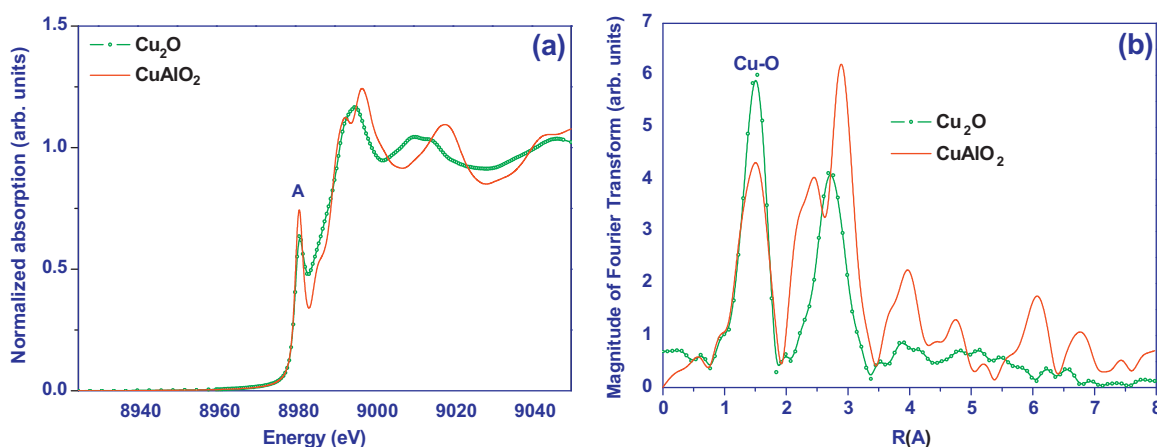 (a)
Cu₂O
CuAlO₂
A
Normalized absorption (arb. units)
1.5
1.0
0.5
0.0
8940 8960 8980 9000 9020 9040
Energy (eV)
(b)
Cu-O
Cu₂O
CuAlO₂
Magnitude of Fourier Transform (arb. units)
7
6
5
4
3
2
1
0
0 1 2 3 4 5 6 7 8
R(A)